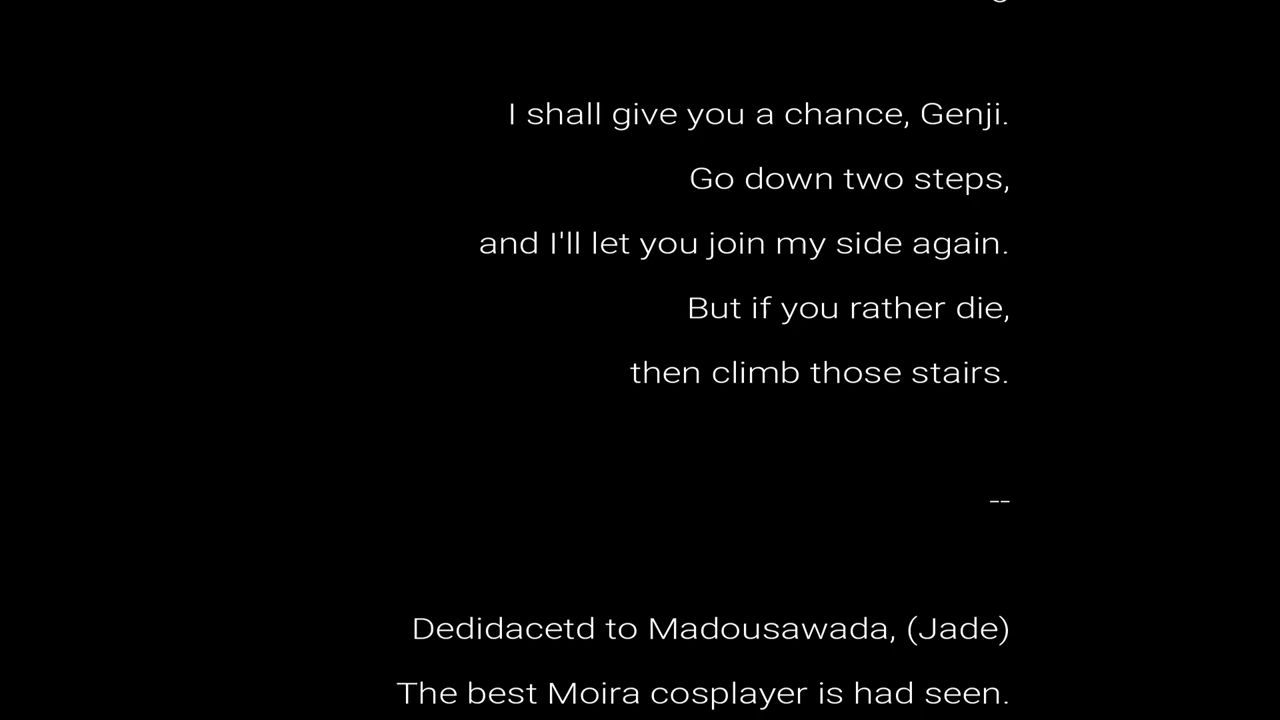 I shall give you a chance, Genji.
Go down two steps,
and I'll let you join my side again.
But if you rather die,
then climb those stairs.
--
Dedidacetd to Madousawada, (Jade)
The best Moira cosplayer is had seen.